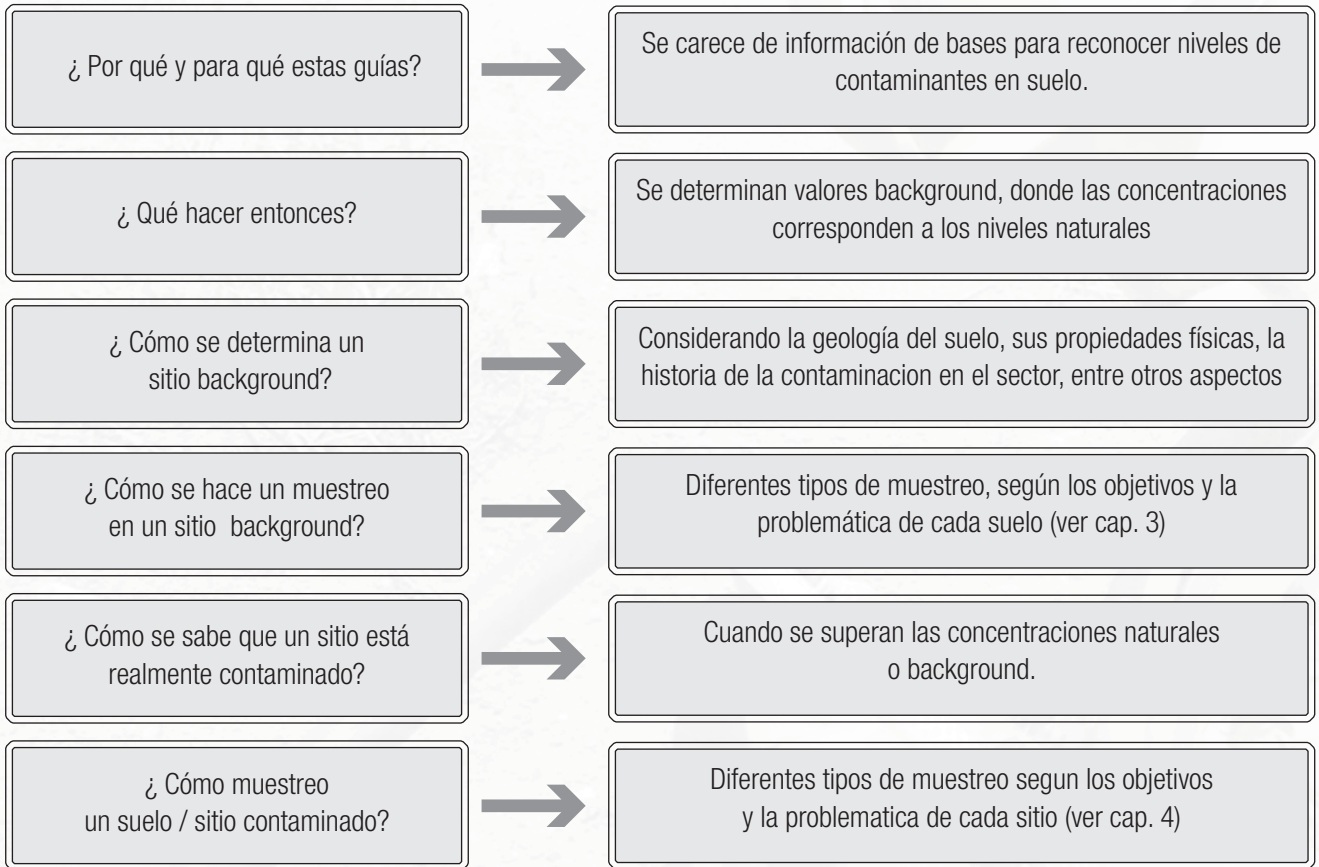 ¿ Por qué y para qué estas guías?
Se carece de información de bases para reconocer niveles de
contaminantes en suelo.
¿ Qué hacer entonces?
Se determinan valores background, donde las concentraciones
corresponden a los niveles naturales
¿ Cómo se determina un
sitio background?
Considerando la geología del suelo, sus propiedades físicas, la
historia de la contaminacion en el sector, entre otros aspectos
¿ Cómo se hace un muestreo
en un sitio background?
Diferentes tipos de muestreo, según los objetivos y la
problemática de cada suelo (ver cap. 3)
¿ Cómo se sabe que un sitio está
realmente contaminado?
Cuando se superan las concentraciones naturales
o background.
¿ Cómo muestreo
un suelo / sitio contaminado?
Diferentes tipos de muestreo segun los objetivos
y la problematica de cada sitio (ver cap. 4)